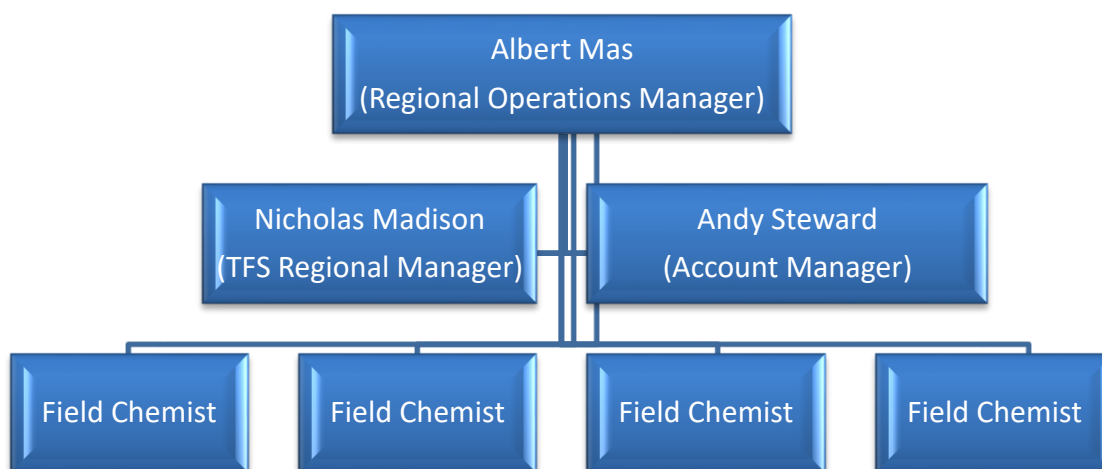 Albert Mas
(Regional Operations Manager)
Nicholas Madison
(TFS Regional Manager)
Andy Steward
(Account Manager)
Field Chemist
Field Chemist
Field Chemist
Field Chemist